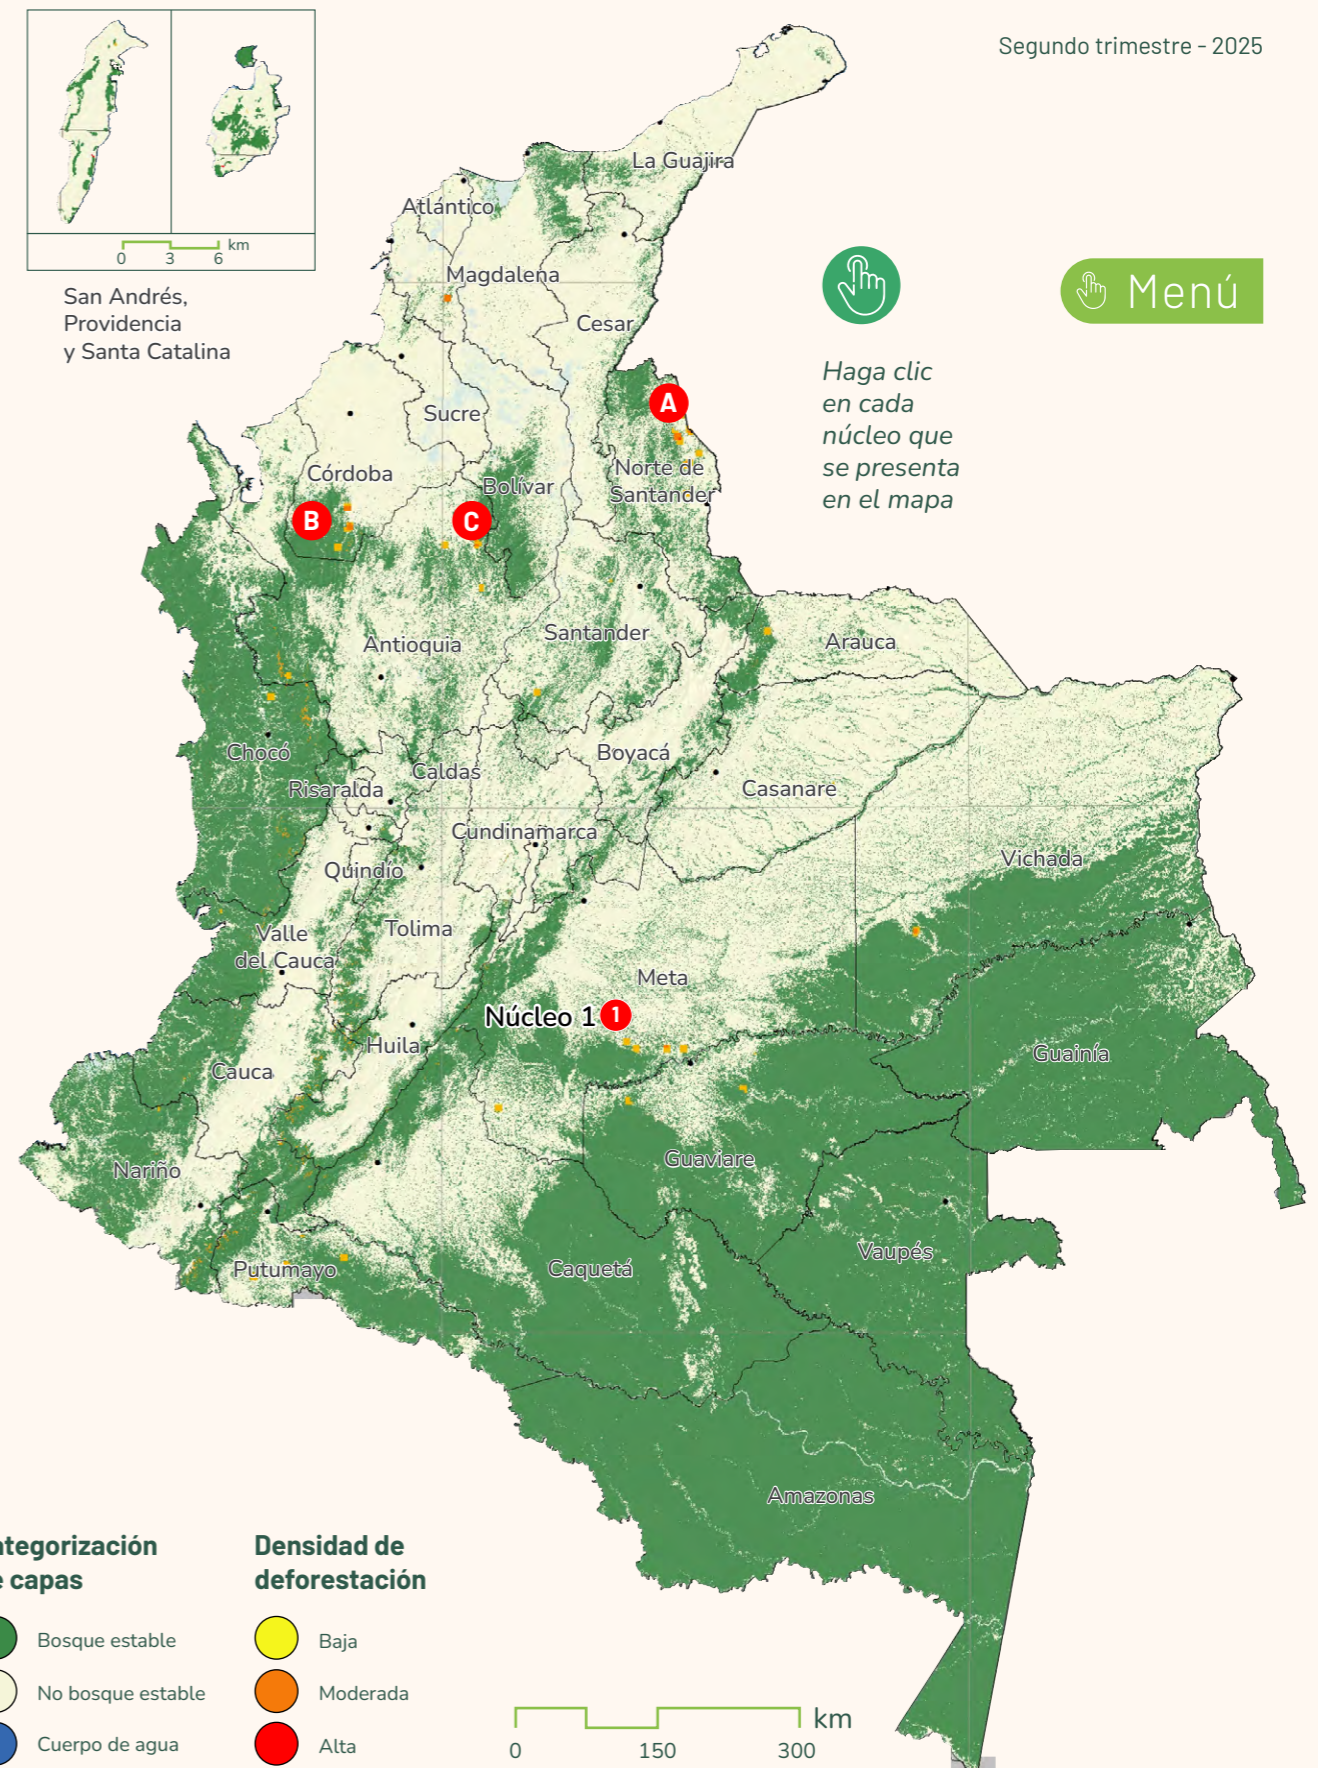 Segundo trimestre - 2025
0 3 6 km
San Andrés,
Providencia
y Santa Catalina
Menú
Haga clic
en cada
núcleo que
se presenta
en el mapa
La Guajira
Atlántico
Magdalena
Cesar
A
Sucre
Norte de
Santander
Córdoba
Bolívar
B
C
Antioquia
Santander
Arauca
Chocó
Boyacá
Caldas
Risaralda
Casanare
Cundinamarca
Vichada
Quindío
Tolima
Valle
del Cauca
Meta
Núcleo 1 1
Huila
Guainía
Cauca
Nariño
Guaviare
Vaupés
Putumayo
Caquetá
Amazonas
ategorización
e capas
Bosque estable
No bosque estable
Cuerpo de agua
Densidad de
deforestación
Baja
Moderada
Alta
km
0 150 300